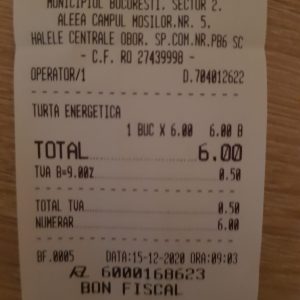 MUNICIPIUL BUCURESTI. SECTOR 2.
ALEEA CAMPUL MOSILOR.NR. 5.
HALELE CENTRALE OBOR. SP.COM.NR.PB6 SC
- C.F. RO 27439998 -
OPERATOR/1 D.704012622
TURTA ENERGETICA
1 BUC X 6.00 6.00 B
TOTAL 6.00
TVA B=9.00% 0.50
TOTAL TVA 0.50
NUMERAR 6.00
BF.0005 DATA:15-12-2020 ORA:09:03
6000168623
BON FISCAL